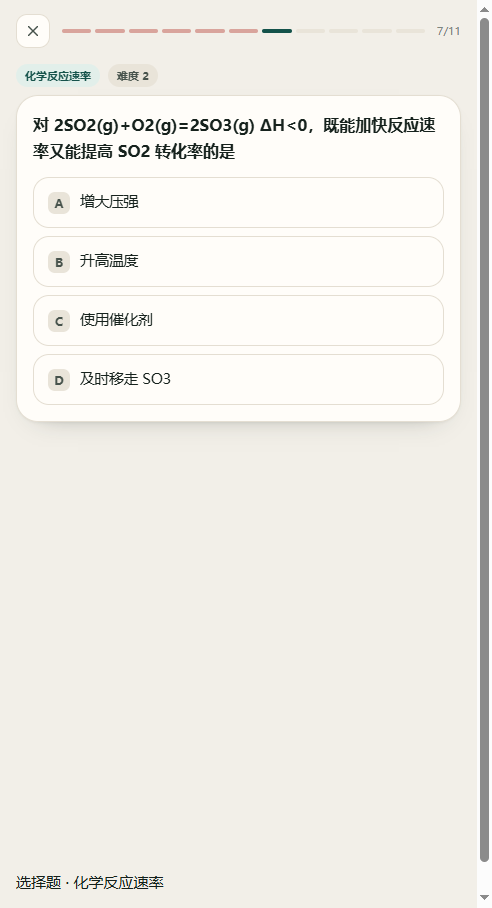 7/11
化学反应速率 难度 2
对 2SO2(g)+O2(g)=2SO3(g) ΔH<0，既能加快反应速
率又能提高 SO2 转化率的是
A 增大压强
B 升高温度
C 使用催化剂
D 及时移走 SO3
选择题 · 化学反应速率